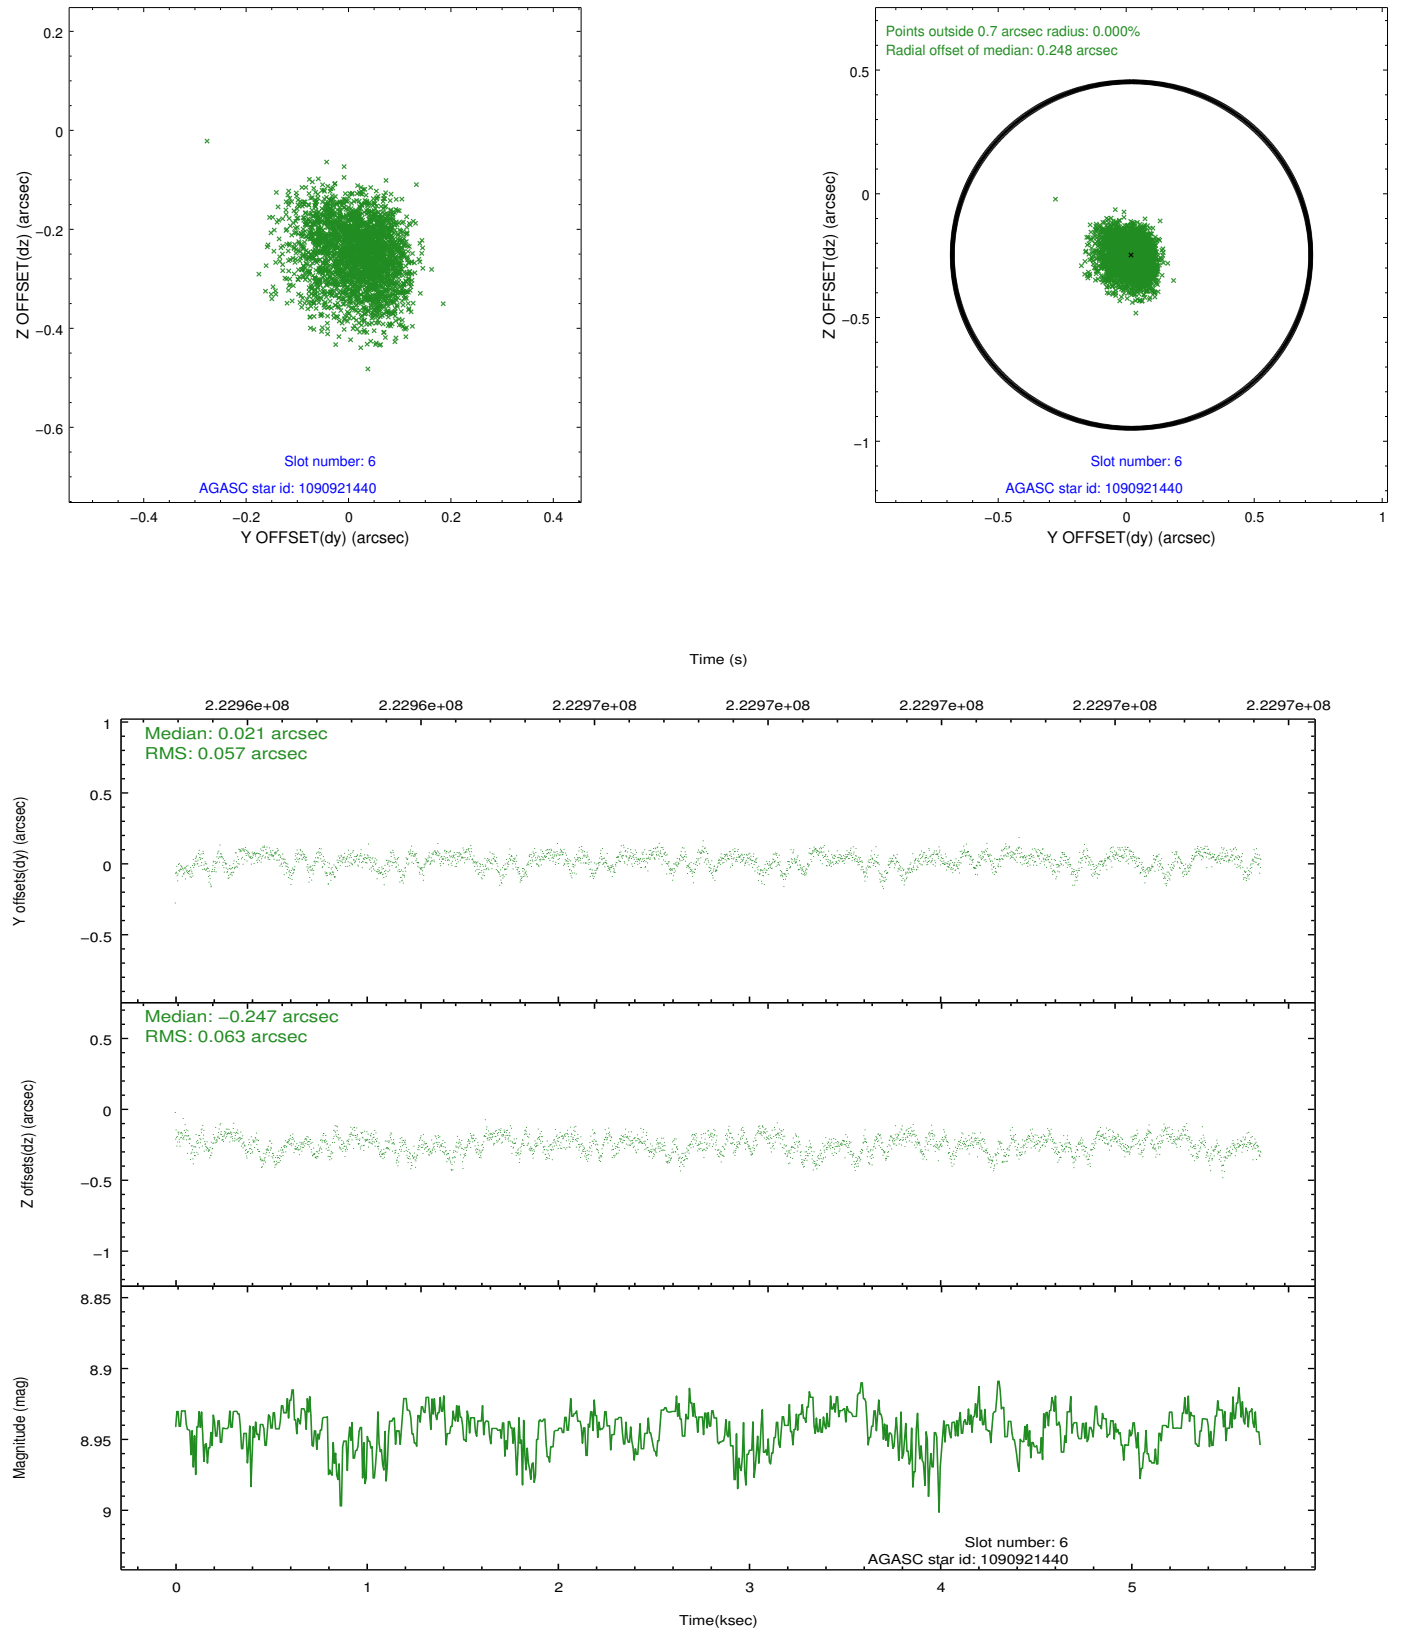 0.2
0
−0.2
−0.4
−0.6
Z OFFSET(dz) (arcsec)
Slot number: 6
AGASC star id: 1090921440
−0.4
−0.2
0
0.2
0.4
Y OFFSET(dy) (arcsec)
Points outside 0.7 arcsec radius: 0.000%
Radial offset of median: 0.248 arcsec
0.5
0
−0.5
−1
Z OFFSET(dz) (arcsec)
Slot number: 6
AGASC star id: 1090921440
−0.5
0
0.5
1
Y OFFSET(dy) (arcsec)
Time (s)
2.2296e+08
2.2296e+08
2.2297e+08
2.2297e+08
2.2297e+08
2.2297e+08
2.2297e+08
Median: 0.021 arcsec
RMS: 0.057 arcsec
1
0.5
0
−0.5
Y offsets(dy) (arcsec)
Median: −0.247 arcsec
RMS: 0.063 arcsec
0.5
0
−0.5
−1
Z offsets(dz) (arcsec)
8.85
8.9
8.95
9
Magnitude (mag)
Slot number: 6
AGASC star id: 1090921440
0
1
2
3
4
5
Time(ksec)